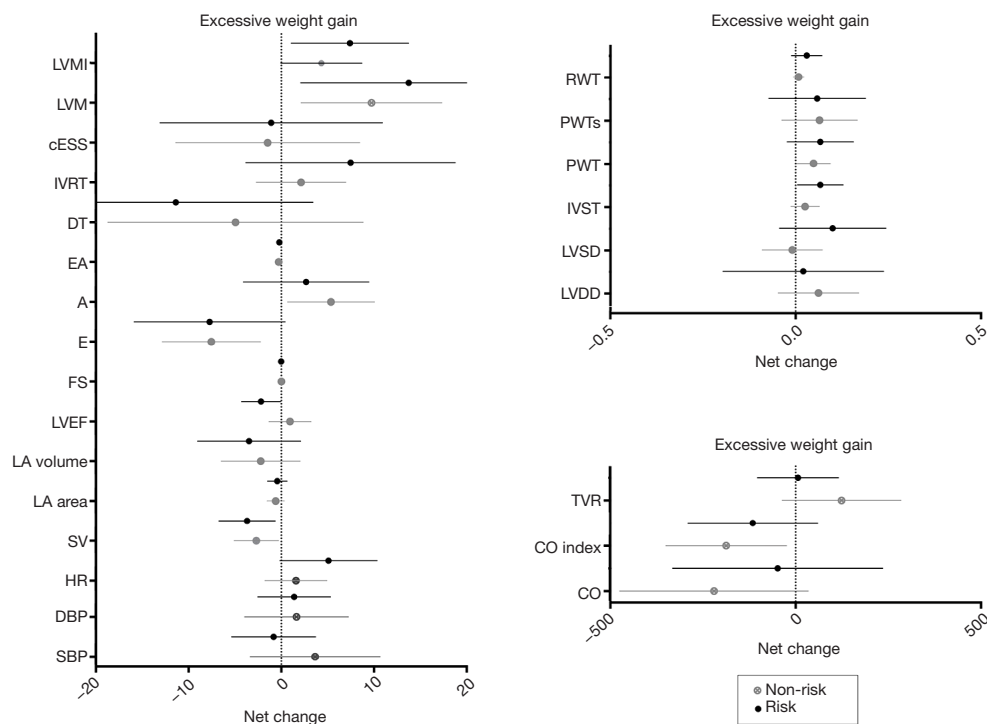 Excessive weight gain
LVMI
LVM
cESS
IVRT
DT
EA
A
E
FS
LVEF
LA volume
LA area
SV
HR
DBP
SBP
−20
−10
0
10
20
Net change
Excessive weight gain
RWT
PWTs
PWT
IVST
LVSD
LVDD
−0.5
0.0
0.5
Net change
Excessive weight gain
TVR
CO index
CO
−500
0
500
Net change
Non-risk
Risk